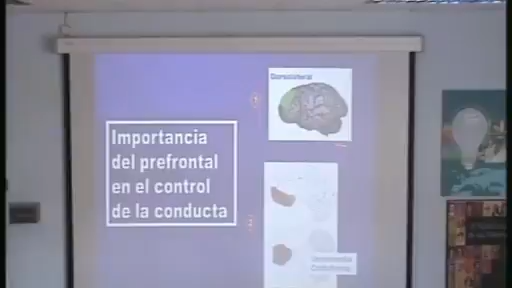 Importancia
del prefrontal
en el control
de la conducta
Dorsolateral